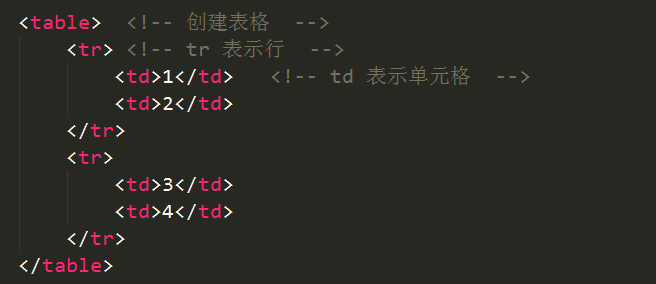 <table>  <!-- 创建表格  -->
    <tr> <!-- tr 表示行  -->
        <td>1</td>   <!-- td 表示单元格  -->
        <td>2</td>
    </tr>
    <tr>
        <td>3</td>
        <td>4</td>
    </tr>
</table>